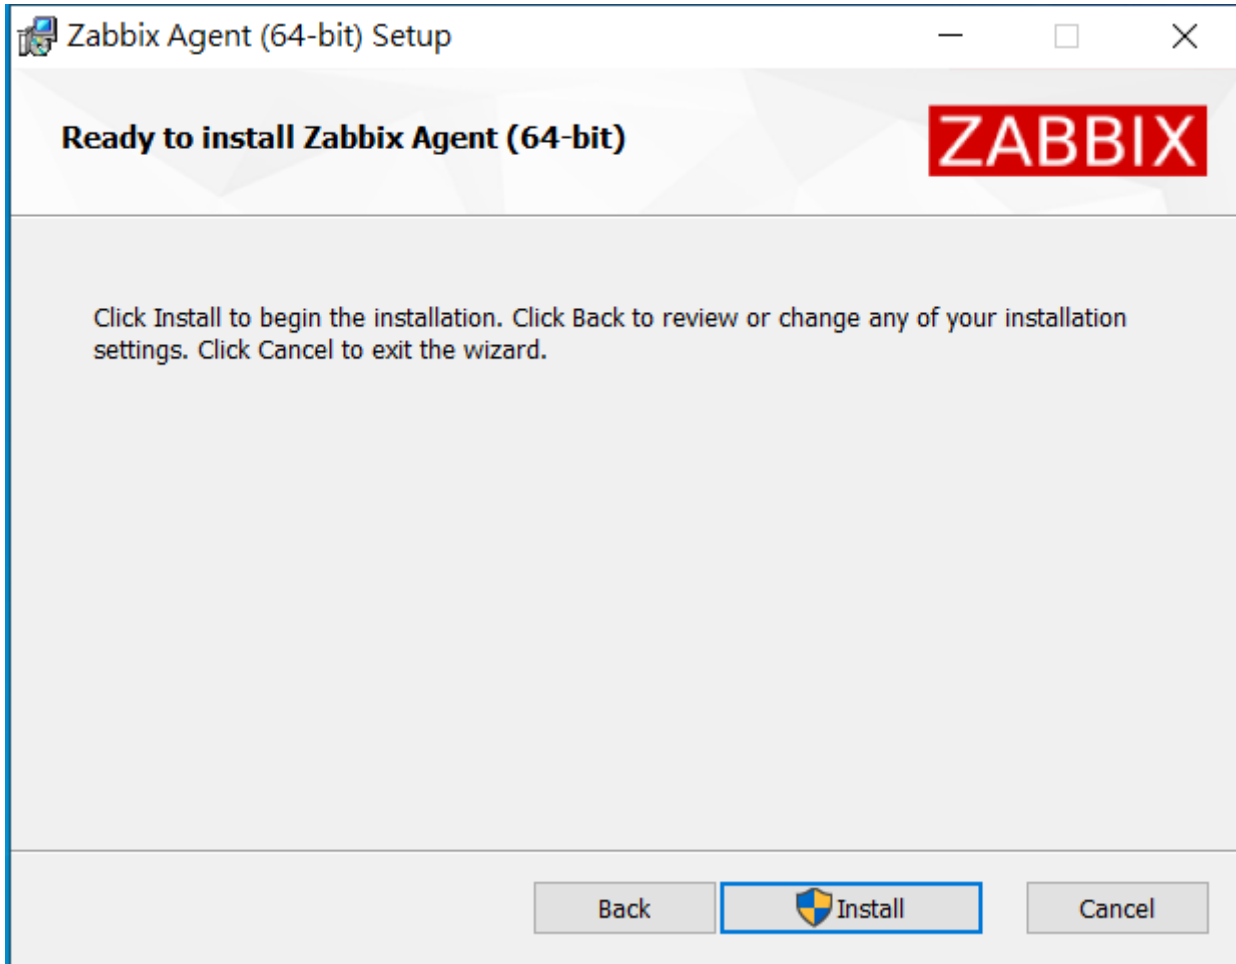 Zabbix Agent (64-bit) Setup
Ready to install Zabbix Agent (64-bit)
ZABBIX
Click Install to begin the installation. Click Back to review or change any of your installation
settings. Click Cancel to exit the wizard.
Back
Install
Cancel